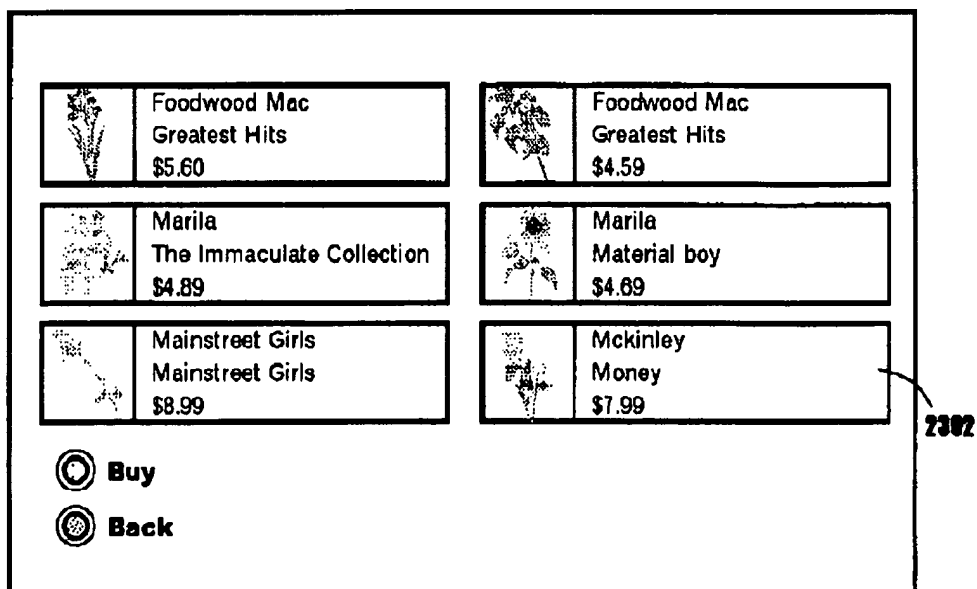 Foodwood Mac
Greatest Hits
$5.60
Foodwood Mac
Greatest Hits
$4.59
Marila
The Immaculate Collection
$4.89
Marila
Material boy
$4.69
Mainstreet Girls
Mainstreet Girls
$8.99
Mckinley
Money
$7.99
2302
Buy
Back